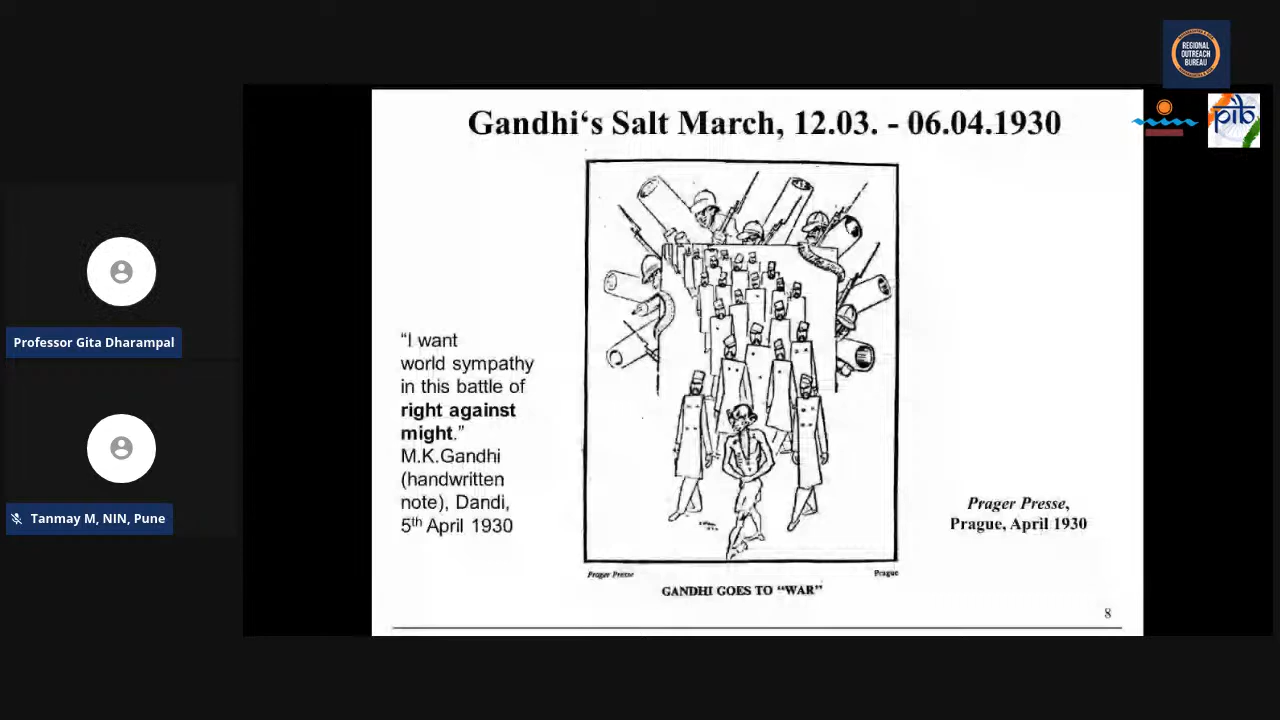 REGIONAL
OUTREACH
BUREAU
pib
Gandhi‘s Salt March, 12.03. - 06.04.1930
Professor Gita Dharampal
Tanmay M, NIN, Pune
“I want
world sympathy
in this battle of
right against
might.”
M.K.Gandhi
(handwritten
note), Dandi,
5th April 1930
Prager Presse
Prague
GANDHI GOES TO “WAR”
Prager Presse,
Prague, April 1930
8